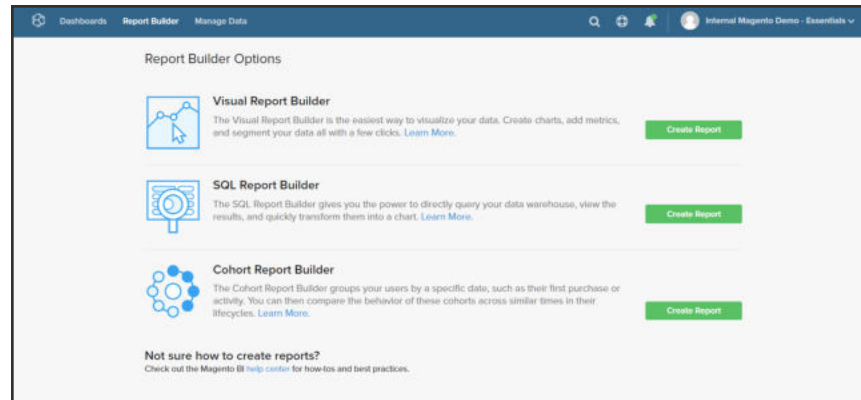 Dashboards Report Builder Manage Data Internal Magento Demo - Essentials
Report Builder Options
Visual Report Builder
The Visual Report Builder is the easiest way to visualize your data. Create charts, add metrics,
and segment your data all with a few clicks. Learn More.
Create Report
SQL Report Builder
The SQL Report Builder gives you the power to directly query your data warehouse, view the
results, and quickly transform them into a chart. Learn More.
Create Report
Cohort Report Builder
The Cohort Report Builder groups your users by a specific date, such as their first purchase or
activity. You can then compare the behavior of these cohorts across similar times in their
lifecycles. Learn More.
Create Report
Not sure how to create reports?
Check out the Magento BI help center for how-tos and best practices.